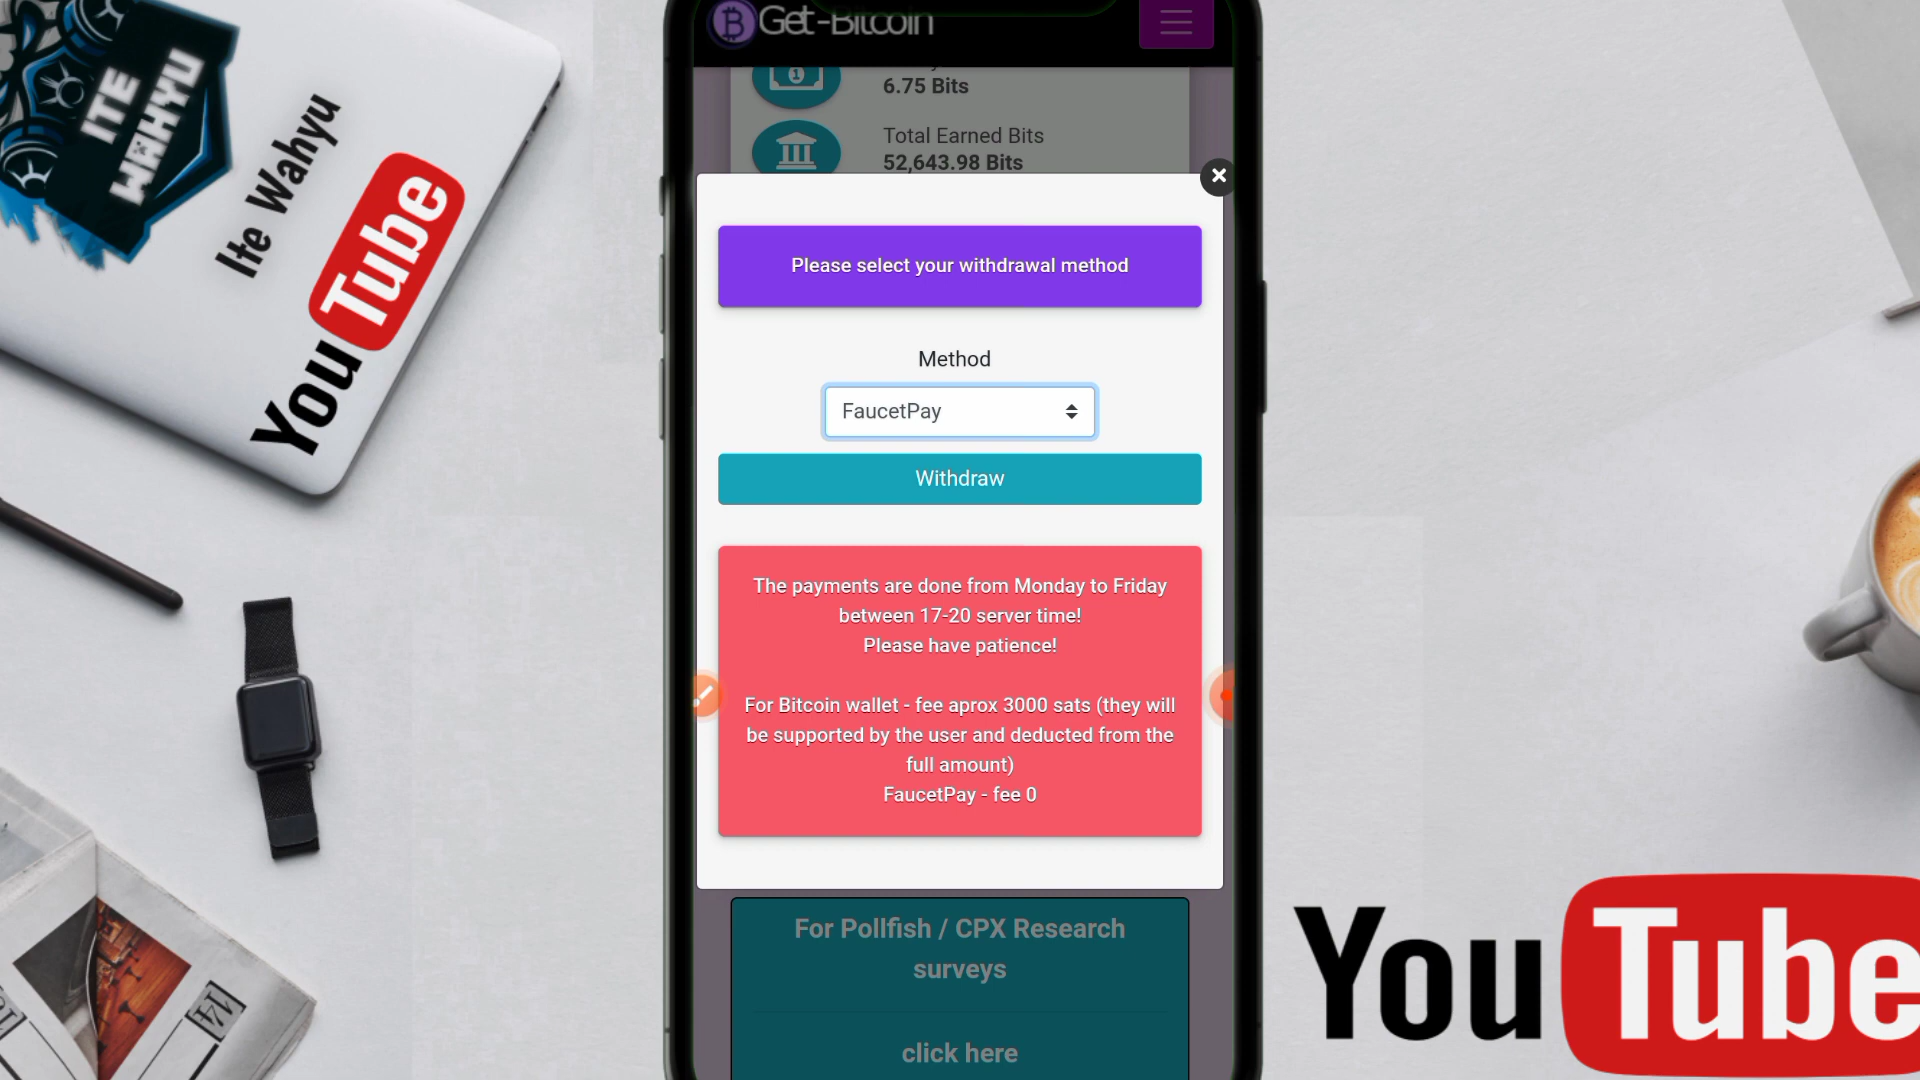 ITE
WAHYU
Ite Wahyu
YouTube
Get-Bitcoin
6.75 Bits
Total Earned Bits
52,643.98 Bits
Please select your withdrawal method
Method
FaucetPay
Withdraw
The payments are done from Monday to Friday
between 17-20 server time!
Please have patience!
For Bitcoin wallet - fee aprox 3000 sats (they will
be supported by the user and deducted from the
full amount)
FaucetPay - fee 0
For Pollfish / CPX Research
surveys
click here
YouTube